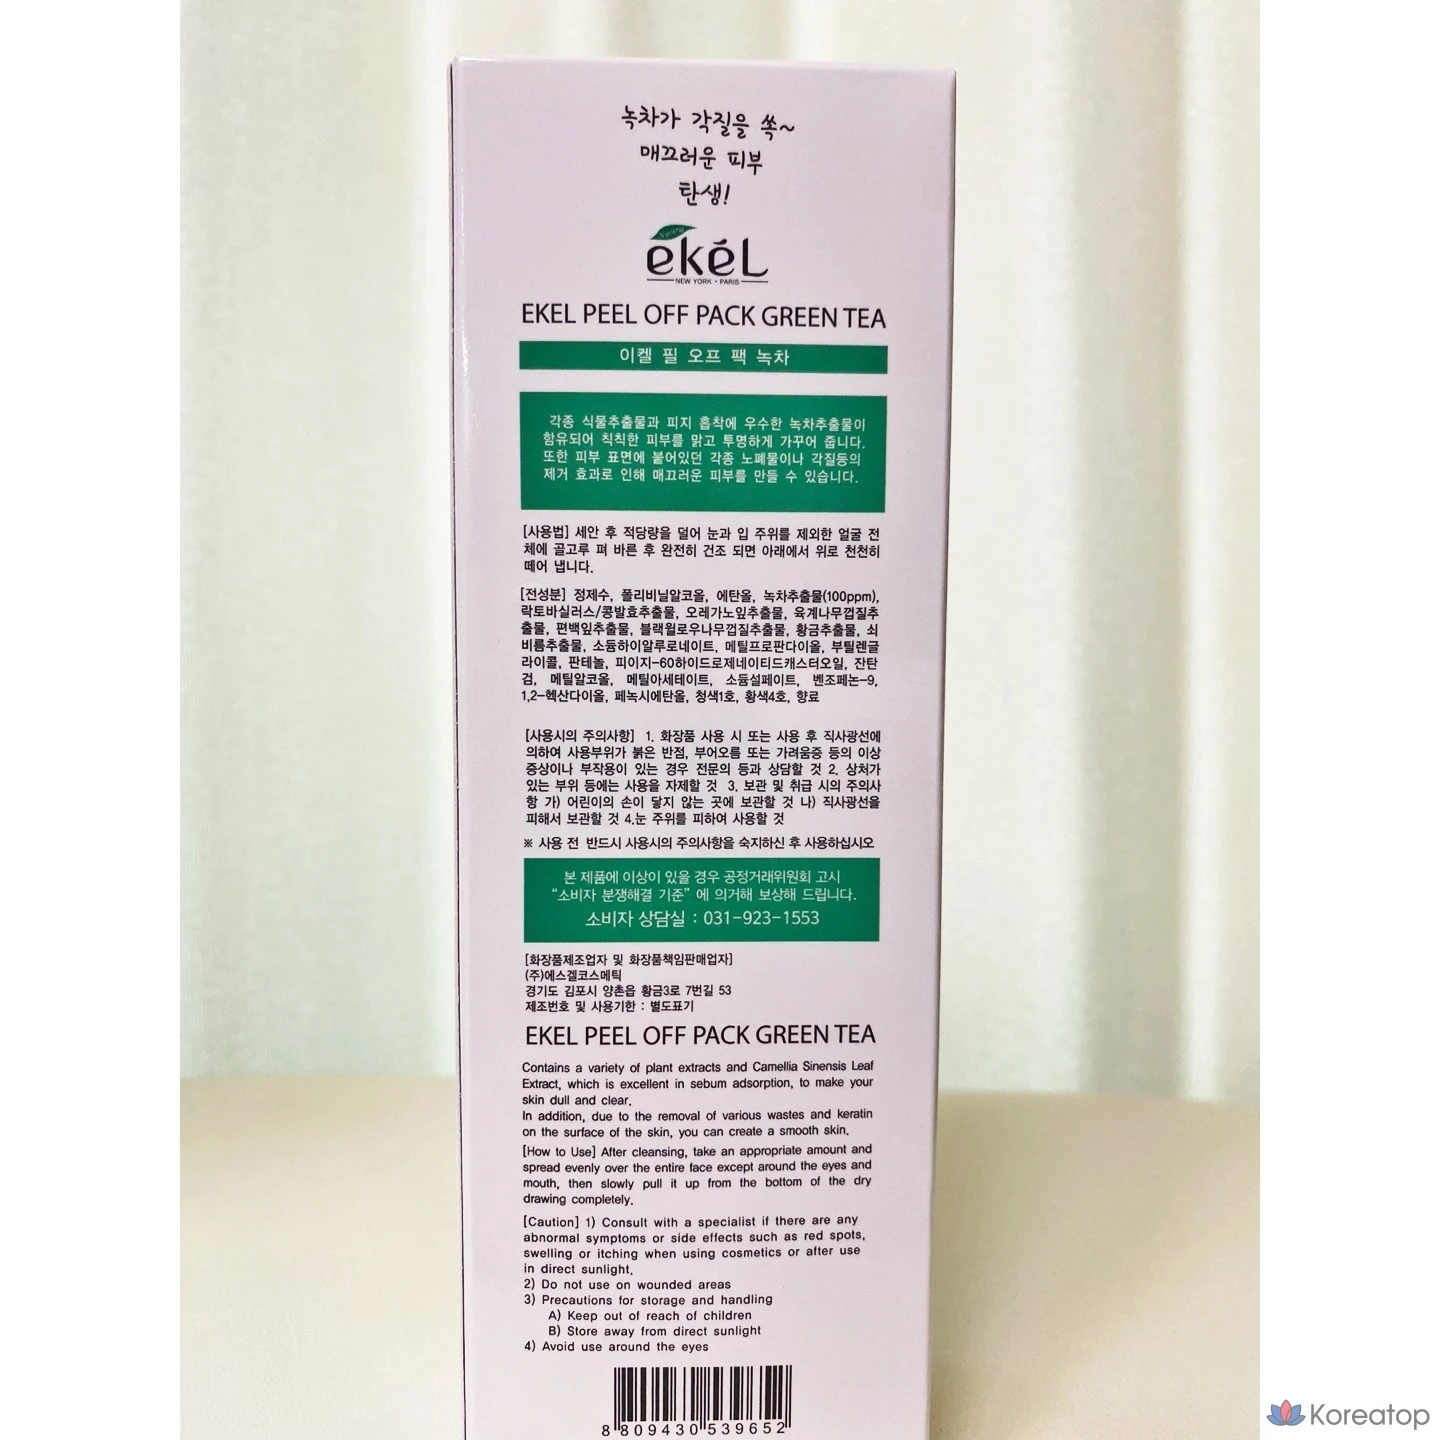 녹차가 각질을 쏙~
매끄러운 피부
탄생!
ekéL
NEW YORK • PARIS
EKEL PEEL OFF PACK GREEN TEA
이켈 필 오프 팩 녹차
각종 식물추출물과 피지 흡착에 우수한 녹차추출물이
함유되어 칙칙한 피부를 맑고 투명하게 가꾸어 줍니다.
또한 피부 표면에 붙어있던 각종 노폐물이나 각질등의
제거 효과로 인해 매끄러운 피부를 만들 수 있습니다.
[사용법] 세안 후 적당량을 덜어 눈과 입 주위를 제외한 얼굴 전
체에 골고루 펴 바른 후 완전히 건조 되면 아래에서 위로 천천히
떼어 냅니다.
[전성분] 정제수, 폴리비닐알코올, 에탄올, 녹차추출물(100ppm),
락토바실러스/콩발효추출물, 오레가노잎추출물, 육계나무껍질추
출물, 편백잎추출물, 블랙윌로우나무껍질추출물, 황금추출물, 쇠
비름추출물, 소듐하이알루로네이트, 메틸프로판다이올, 부틸렌글
라이콜, 판테놀, 피이지-60하이드로제네이티드캐스터오일, 잔탄
검, 메틸알코올, 메틸아세테이트, 소듐설페이트, 벤조페논-9,
1,2-헥산다이올, 페녹시에탄올, 청색1호, 황색4호, 향료
[사용시의 주의사항] 1. 화장품 사용 시 또는 사용 후 직사광선에
의하여 사용부위가 붉은 반점, 부어오름 또는 가려움증 등의 이상
증상이나 부작용이 있는 경우 전문의 등과 상담할 것 2. 상처가
있는 부위 등에는 사용을 자제할 것 3. 보관 및 취급 시의 주의사
항 가) 어린이의 손이 닿지 않는 곳에 보관할 것 나) 직사광선을
피해서 보관할 것 4.눈 주위를 피하여 사용할 것
※ 사용 전 반드시 사용시의 주의사항을 숙지하신 후 사용하십시오
본 제품에 이상이 있을 경우 공정거래위원회 고시
“소비자 분쟁해결 기준” 에 의거해 보상해 드립니다.
소비자 상담실 : 031-923-1553
[화장품제조업자 및 화장품책임판매업자]
(주)에스겔코스메틱
경기도 김포시 양촌읍 황금3로 7번길 53
제조번호 및 사용기한 : 별도표기
EKEL PEEL OFF PACK GREEN TEA
Contains a variety of plant extracts and Camellia Sinensis Leaf
Extract, which is excellent in sebum adsorption, to make your
skin dull and clear.
In addition, due to the removal of various wastes and keratin
on the surface of the skin, you can create a smooth skin.
[How to Use] After cleansing, take an appropriate amount and
spread evenly over the entire face except around the eyes and
mouth, then slowly pull it up from the bottom of the dry
drawing completely.
[Caution] 1) Consult with a specialist if there are any
abnormal symptoms or side effects such as red spots,
swelling or itching when using cosmetics or after use
in direct sunlight.
2) Do not use on wounded areas
3) Precautions for storage and handling
A) Keep out of reach of children
B) Store away from direct sunlight
4) Avoid use around the eyes
8 809430 539652
Koreatop